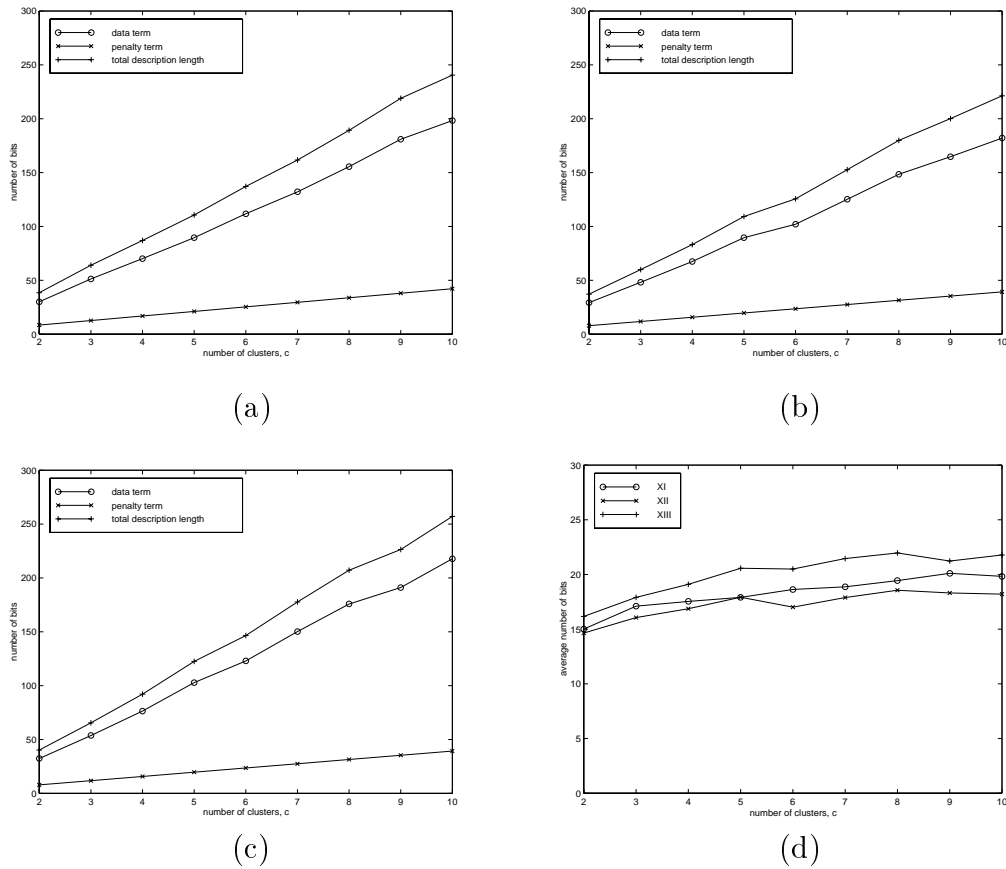 300
250
200
150
100
50
0
number of bits
data term
penalty term
total description length
2 3 4 5 6 7 8 9 10
number of clusters, c
(a)
300
250
200
150
100
50
0
number of bits
data term
penalty term
total description length
2 3 4 5 6 7 8 9 10
number of clusters, c
(b)
300
250
200
150
100
50
0
number of bits
data term
penalty term
total description length
2 3 4 5 6 7 8 9 10
number of clusters, c
(c)
30
25
20
15
10
5
0
average number of bits
XI
XII
XIII
2 3 4 5 6 7 8 9 10
number of clusters, c
(d)